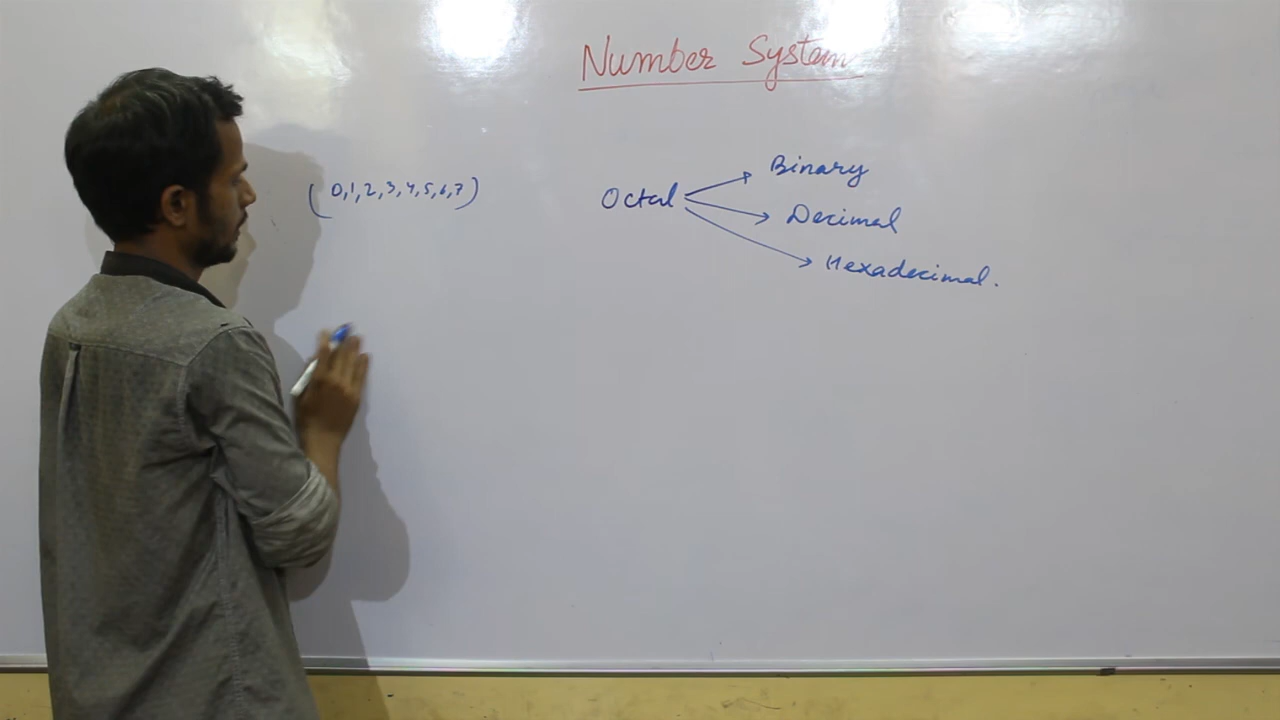 Number System
(0,1,2,3,4,5,6,7)
Octal
Binary
Decimal
Hexadecimal.